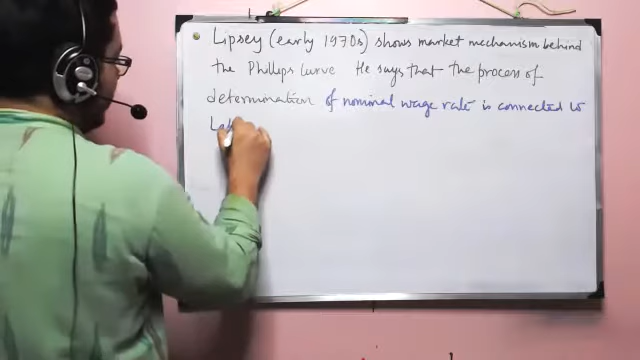 Lipsey (early 1970s) shows market mechanism behind
the Phillips Curve He says that the process of
determination of nominal wage rate is connected to